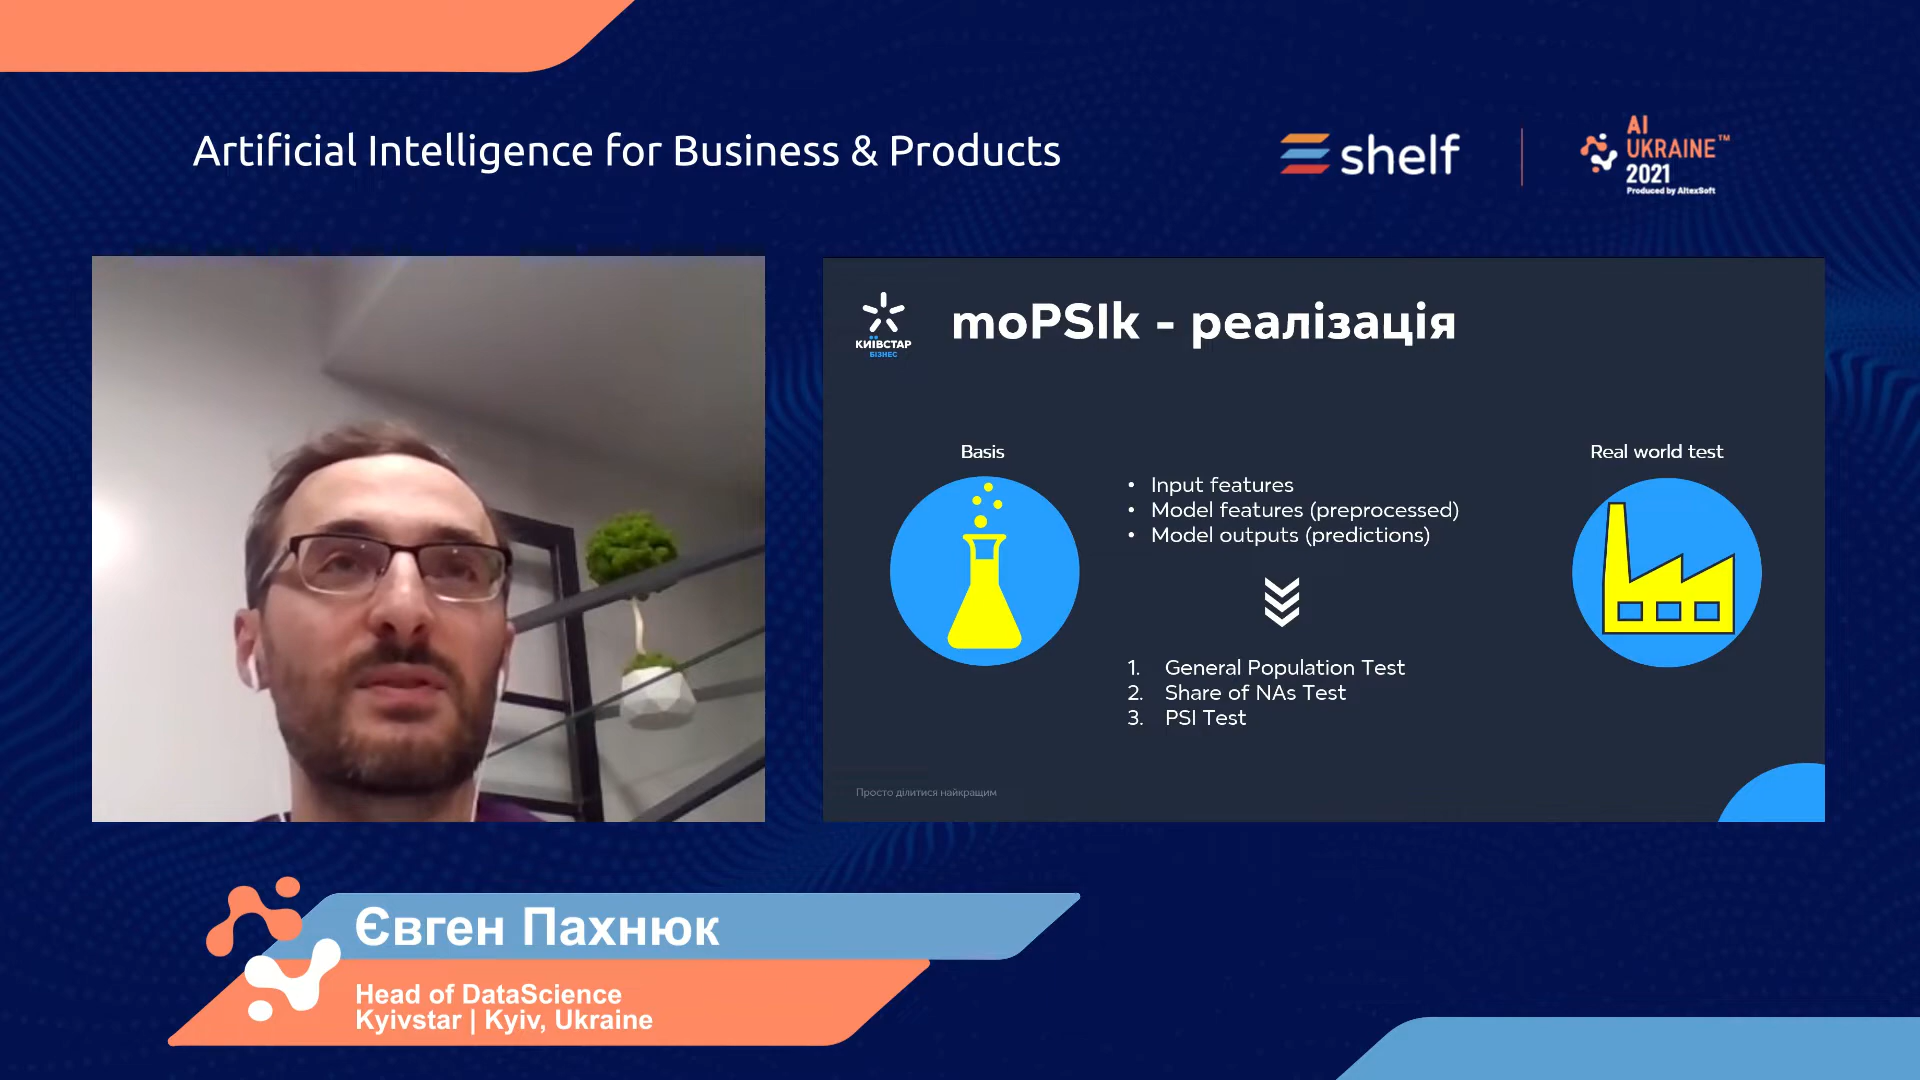 Artificial Intelligence for Business & Products
shelf
AI
UKRAINE™
2021
Produced by AltexSoft
КИЇВСТАР
БІЗНЕС
moPSIk - реалізація
Basis
• Input features
• Model features (preprocessed)
• Model outputs (predictions)
Real world test
1. General Population Test
2. Share of NAs Test
3. PSI Test
Просто ділитися найкращим
Євген Пахнюк
Head of DataScience
Kyivstar | Kyiv, Ukraine